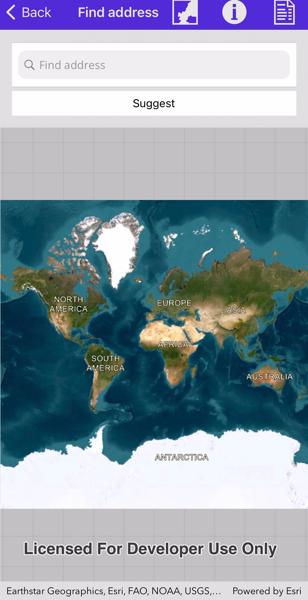 Back
Find address
Find address
Suggest
NORTH
AMERICA
EUROPE
ASIA
AFRICA
SOUTH
AMERICA
AUSTRALIA
ANTARCTICA
Licensed For Developer Use Only
Earthstar Geographics, Esri, FAO, NOAA, USGS,... Powered by Esri